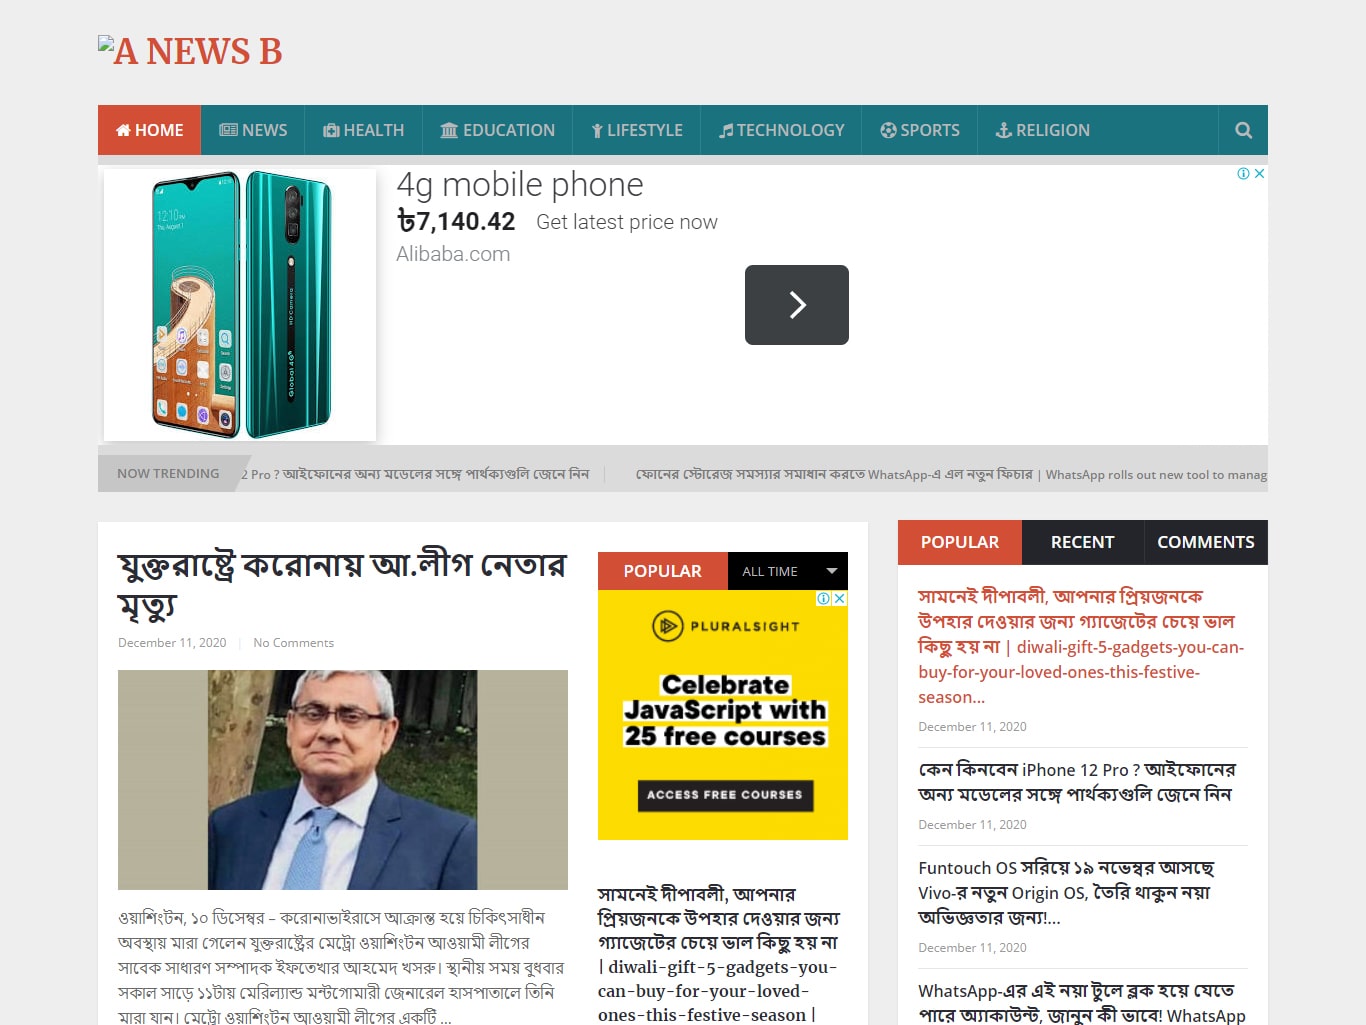 A NEWS B
HOME NEWS HEALTH EDUCATION LIFESTYLE TECHNOLOGY SPORTS RELIGION
4g mobile phone
৳7,140.42 Get latest price now
Alibaba.com
12:10
HD Camera
Global 4G
NOW TRENDING 2 Pro ? আইফোনের অন্য মডেলের সঙ্গে পার্থক্যগুলি জেনে নিন ফোনের স্টোরেজ সমস্যার সমাধান করতে WhatsApp-এ এল নতুন ফিচার | WhatsApp rolls out new tool to manag
যুক্তরাষ্ট্রে করোনায় আ.লীগ নেতার
মৃত্যু
December 11, 2020 No Comments
ওয়াশিংটন, ১০ ডিসেম্বর – করোনাভাইরাসে আক্রান্ত হয়ে চিকিৎসাধীন
অবস্থায় মারা গেলেন যুক্তরাষ্ট্রের মেট্রো ওয়াশিংটন আওয়ামী লীগের
সাবেক সাধারণ সম্পাদক ইফতেখার আহমেদ খসরু। স্থানীয় সময় বুধবার
সকাল সাড়ে ১১টায় মেরিল্যান্ড মন্টগোমারী জেনারেল হাসপাতালে তিনি
মারা যান। মেট্রো ওয়াশিংটন আওয়ামী লীগের একটি ...
POPULAR ALL TIME
PLURALSIGHT
Celebrate
JavaScript with
25 free courses
ACCESS FREE COURSES
সামনেই দীপাবলী, আপনার
প্রিয়জনকে উপহার দেওয়ার জন্য
গ্যাজেটের চেয়ে ভাল কিছু হয় না
| diwali-gift-5-gadgets-you-
can-buy-for-your-loved-
ones-this-festive-season |
POPULAR RECENT COMMENTS
সামনেই দীপাবলী, আপনার প্রিয়জনকে
উপহার দেওয়ার জন্য গ্যাজেটের চেয়ে ভাল
কিছু হয় না | diwali-gift-5-gadgets-you-can-
buy-for-your-loved-ones-this-festive-
season...
December 11, 2020
কেন কিনবেন iPhone 12 Pro ? আইফোনের
অন্য মডেলের সঙ্গে পার্থক্যগুলি জেনে নিন
December 11, 2020
Funtouch OS সরিয়ে ১৯ নভেম্বর আসছে
Vivo-র নতুন Origin OS, তৈরি থাকুন নয়া
অভিজ্ঞতার জন্য!...
December 11, 2020
WhatsApp-এর এই নয়া টুলে ব্লক হয়ে যেতে
পারে অ্যাকাউন্ট, জানুন কী ভাবে! WhatsApp